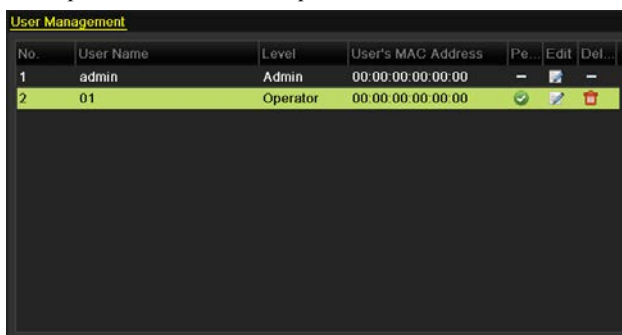 User Management
No. User Name Level User's MAC Address Pe... Edit Del...
1 admin Admin 00:00:00:00:00:00 –
2 01 Operator 00:00:00:00:00:00